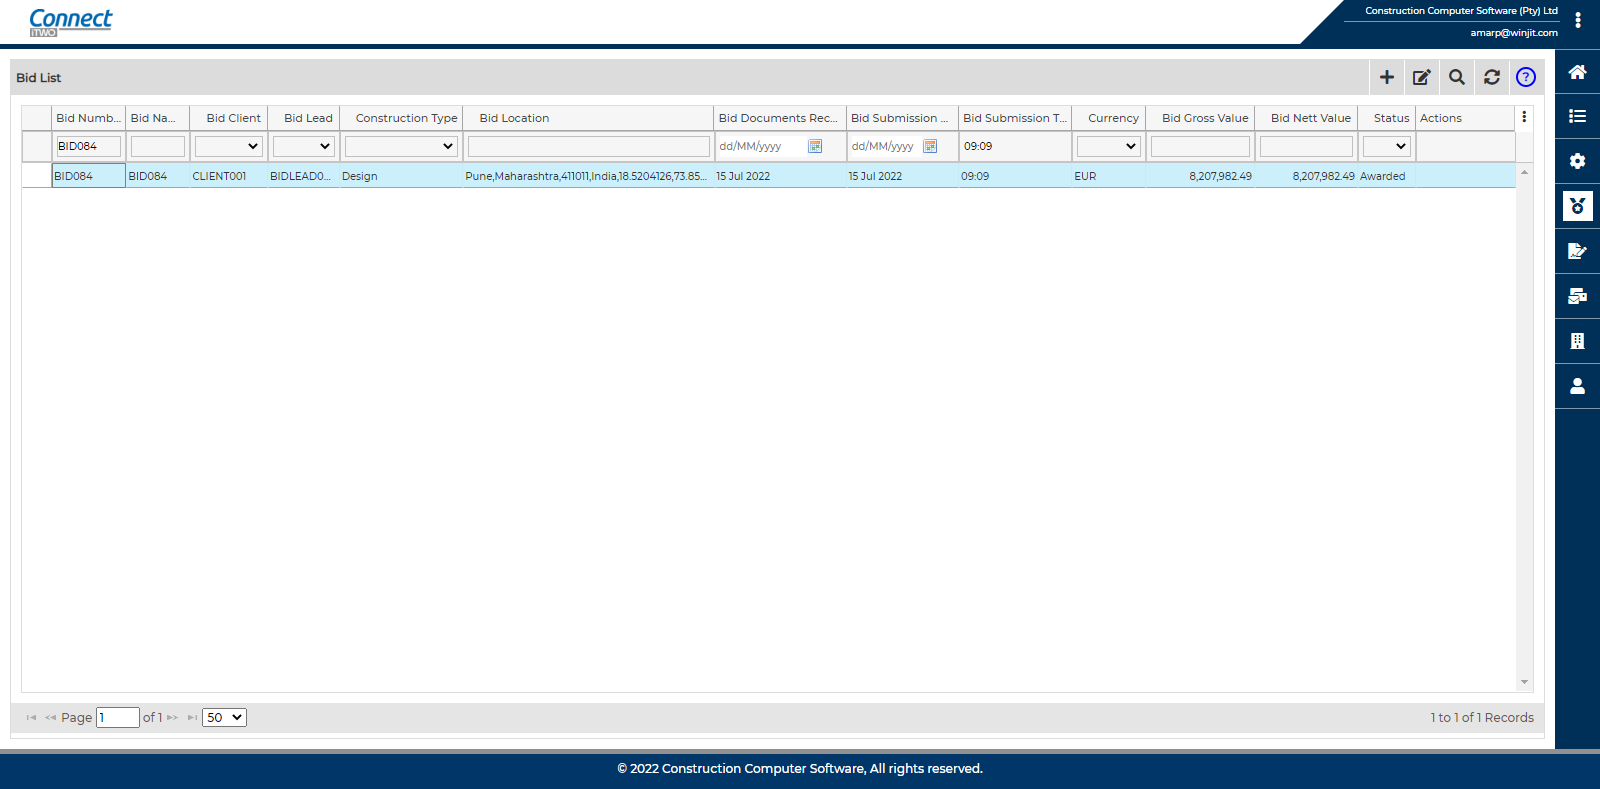 Connect
iTWO
Construction Computer Software (Pty) Ltd
amarp@winjit.com
Bid List
?
Bid Numb... Bid Na... Bid Client Bid Lead Construction Type Bid Location Bid Documents Rec... Bid Submission ... Bid Submission T... Currency Bid Gross Value Bid Nett Value Status Actions
BID084 dd/MM/yyyy dd/MM/yyyy 09:09
BID084 BID084 CLIENT001 BIDLEAD0... Design Pune,Maharashtra,411011,India,18.5204126,73.85... 15 Jul 2022 15 Jul 2022 09:09 EUR 8,207,982.49 8,207,982.49 Awarded
Page 1 of 1 50 1 to 1 of 1 Records
© 2022 Construction Computer Software, All rights reserved.